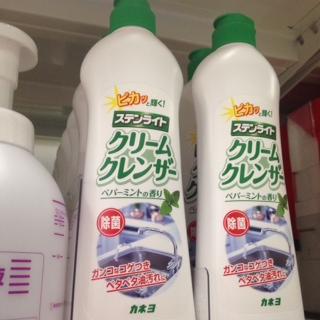 ピカッと輝く!
ステンライト
クリーム
クレンザー
ペパーミントの香り
除菌
ガンコなコゲつき
ベタベタ油汚れに
カネヨ
ピカッと輝く!
ステンライト
クリーム
クレンザー
ペパーミントの香り
除菌
ガンコなコゲつき
ベタベタ油汚れに
カネヨ